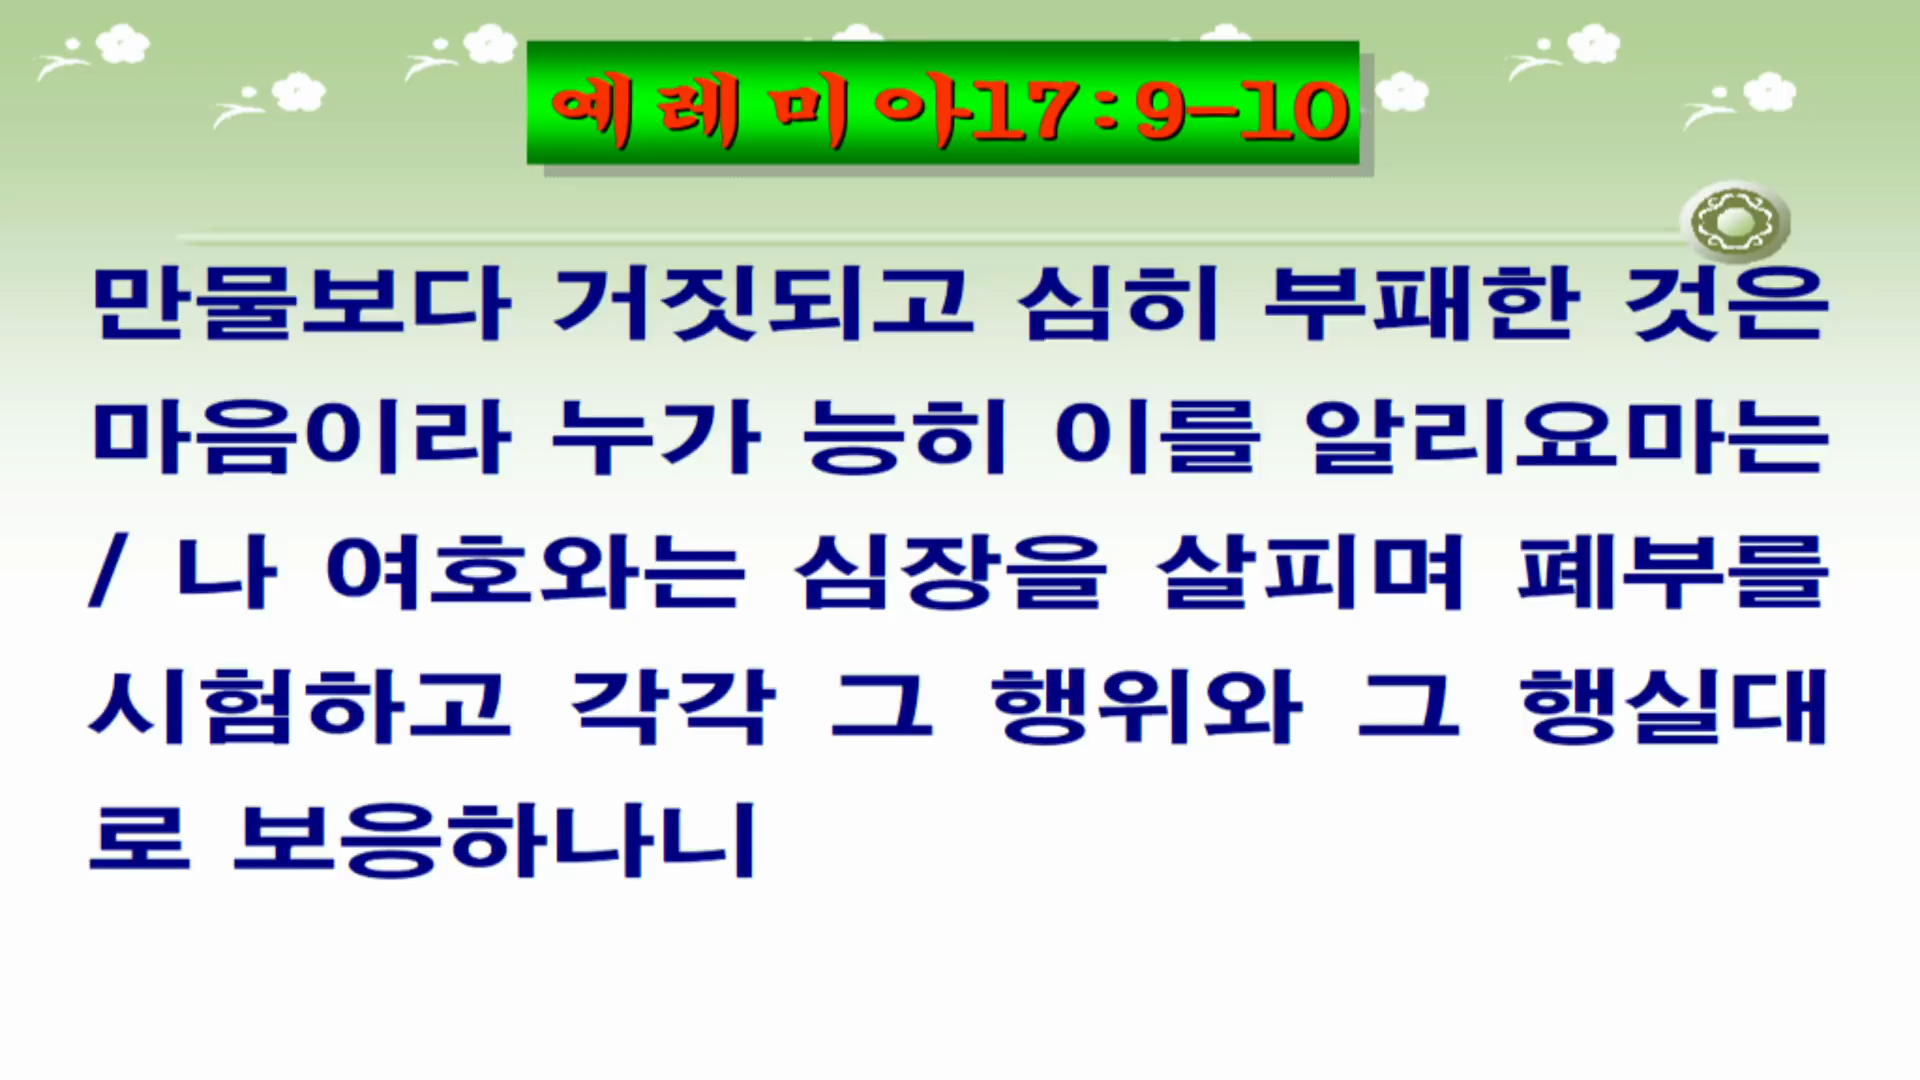 예레미야17:9-10
만물보다 거짓되고 심히 부패한 것은
마음이라 누가 능히 이를 알리요마는
/ 나 여호와는 심장을 살피며 폐부를
시험하고 각각 그 행위와 그 행실대
로 보응하나니